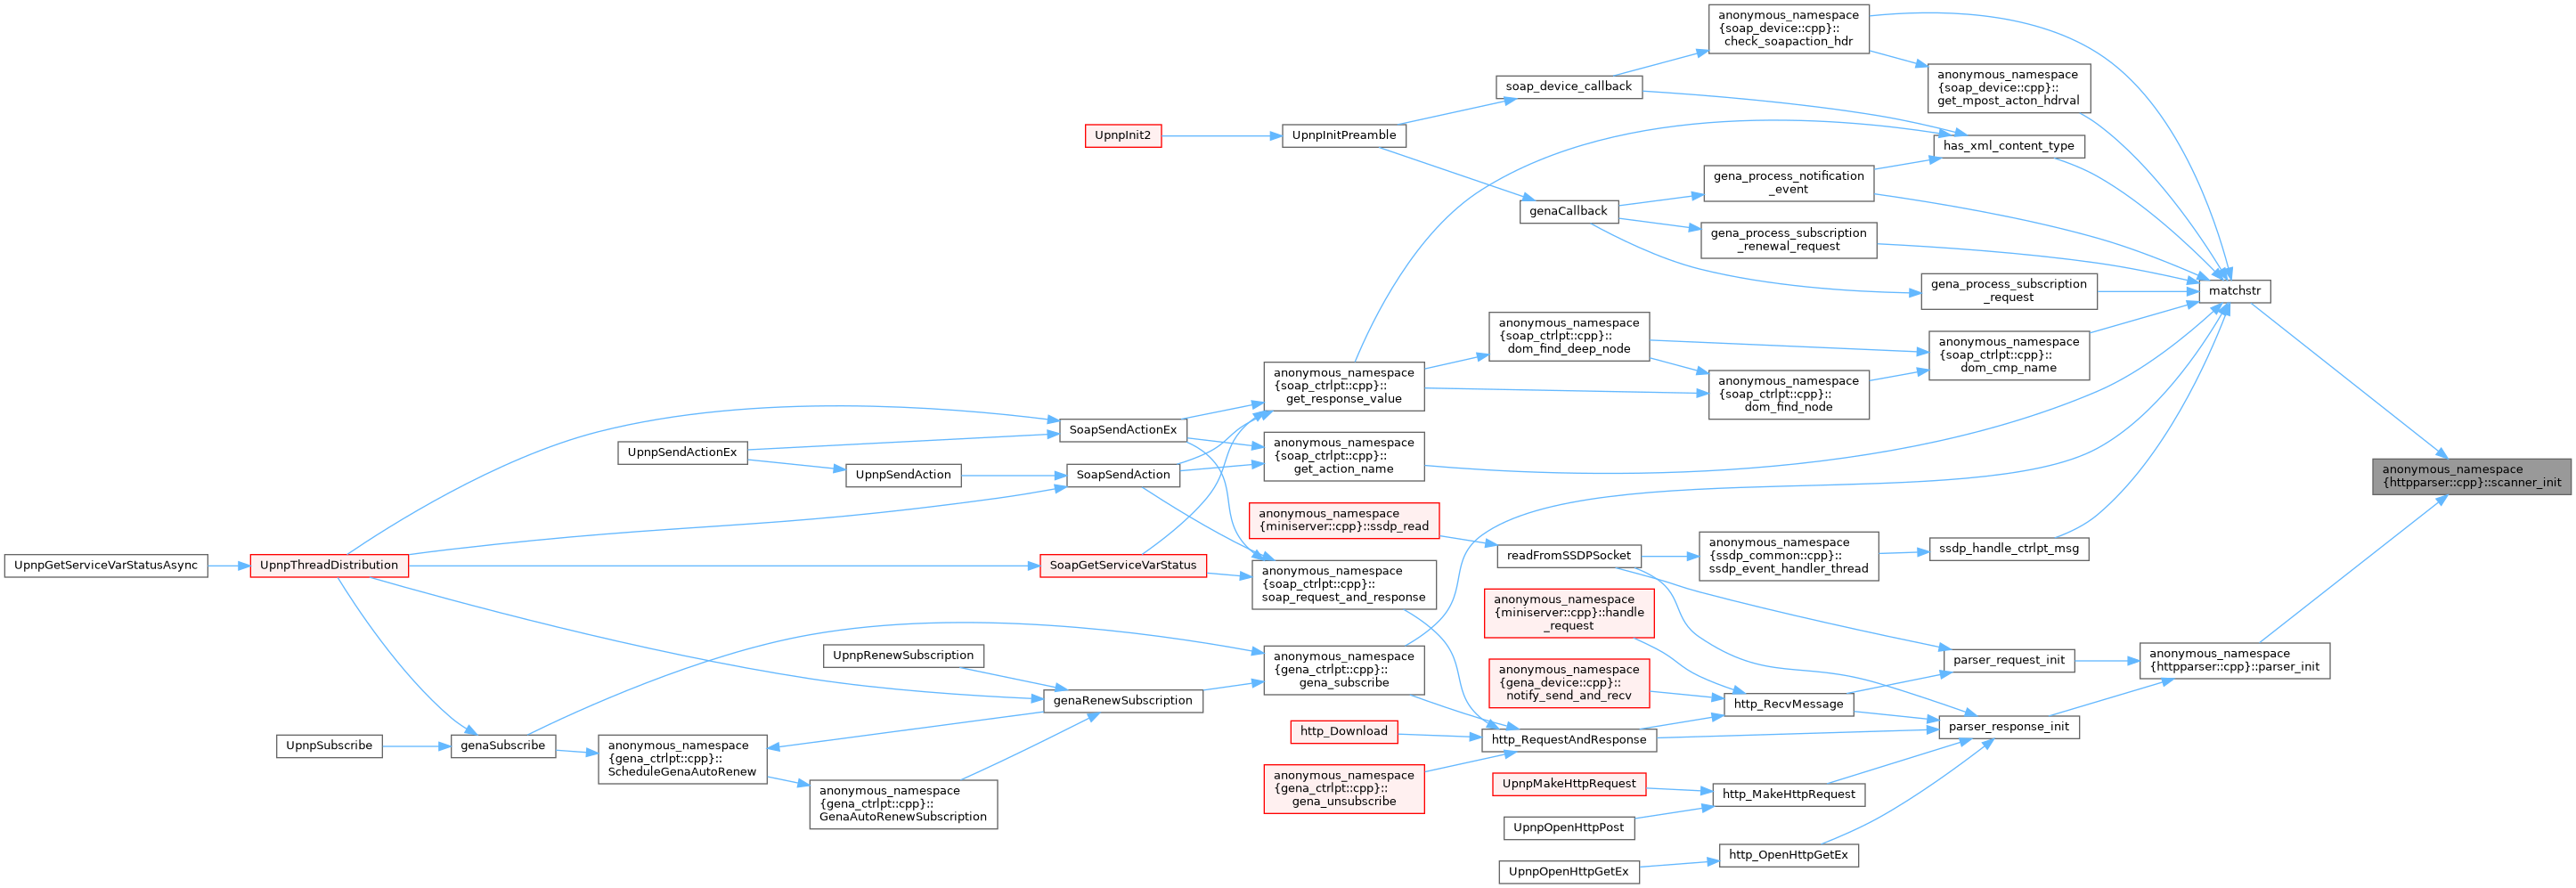 anonymous_namespace
{soap_device::cpp}::
check_soapaction_hdr
anonymous_namespace
{soap_device::cpp}::
get_mpost_acton_hdrval
soap_device_callback
UpnpInit2
UpnpInitPreamble
has_xml_content_type
gena_process_notification
_event
genaCallback
gena_process_subscription
_renewal_request
gena_process_subscription
_request
matchstr
anonymous_namespace
{soap_ctrlpt::cpp}::
dom_find_deep_node
anonymous_namespace
{soap_ctrlpt::cpp}::
dom_cmp_name
anonymous_namespace
{soap_ctrlpt::cpp}::
get_response_value
anonymous_namespace
{soap_ctrlpt::cpp}::
dom_find_node
SoapSendActionEx
UpnpSendActionEx
anonymous_namespace
{soap_ctrlpt::cpp}::
get_action_name
UpnpSendAction
SoapSendAction
anonymous_namespace
{httpparser::cpp}::scanner_init
anonymous_namespace
{miniserver::cpp}::ssdp_read
readFromSSDPSocket
anonymous_namespace
{ssdp_common::cpp}::
ssdp_event_handler_thread
ssdp_handle_ctrlpt_msg
UpnpGetServiceVarStatusAsync
UpnpThreadDistribution
SoapGetServiceVarStatus
anonymous_namespace
{soap_ctrlpt::cpp}::
soap_request_and_response
anonymous_namespace
{miniserver::cpp}::handle
_request
UpnpRenewSubscription
anonymous_namespace
{gena_ctrlpt::cpp}::
gena_subscribe
anonymous_namespace
{gena_device::cpp}::
notify_send_and_recv
parser_request_init
anonymous_namespace
{httpparser::cpp}::parser_init
genaRenewSubscription
http_RecvMessage
parser_response_init
UpnpSubscribe
genaSubscribe
anonymous_namespace
{gena_ctrlpt::cpp}::
ScheduleGenaAutoRenew
http_Download
http_RequestAndResponse
anonymous_namespace
{gena_ctrlpt::cpp}::
GenaAutoRenewSubscription
anonymous_namespace
{gena_ctrlpt::cpp}::
gena_unsubscribe
UpnpMakeHttpRequest
http_MakeHttpRequest
UpnpOpenHttpPost
http_OpenHttpGetEx
UpnpOpenHttpGetEx